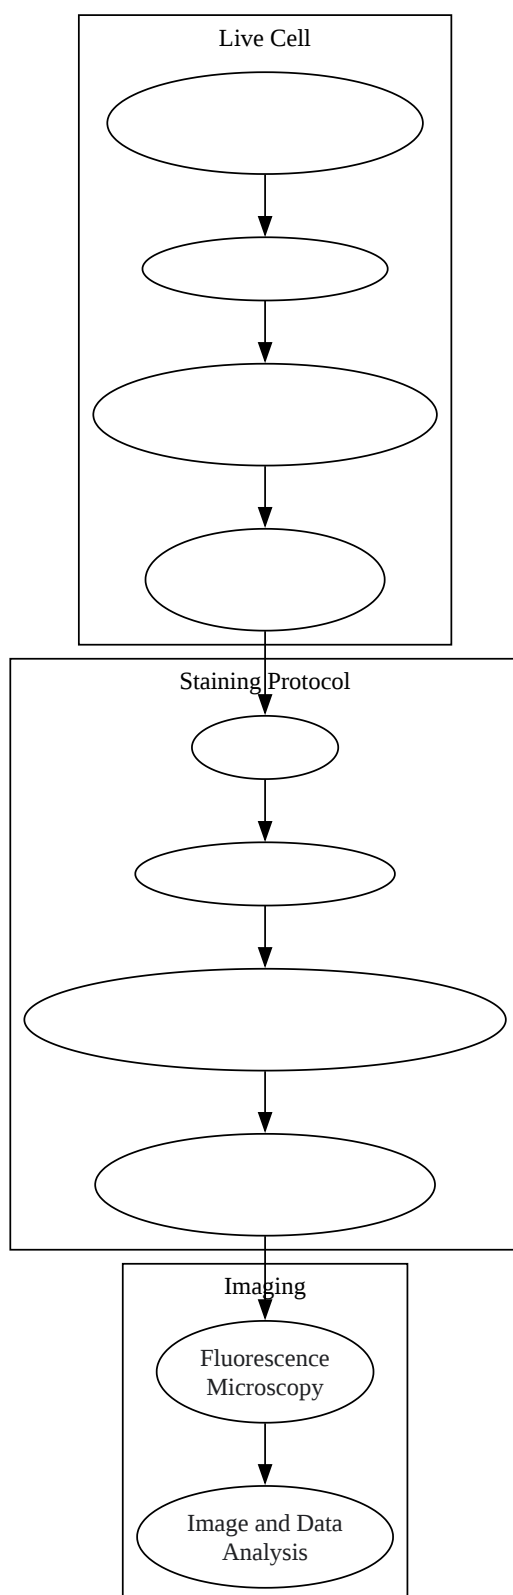 Live Cell
Staining Protocol
Imaging
Fluorescence
Microscopy
Image and Data
Analysis